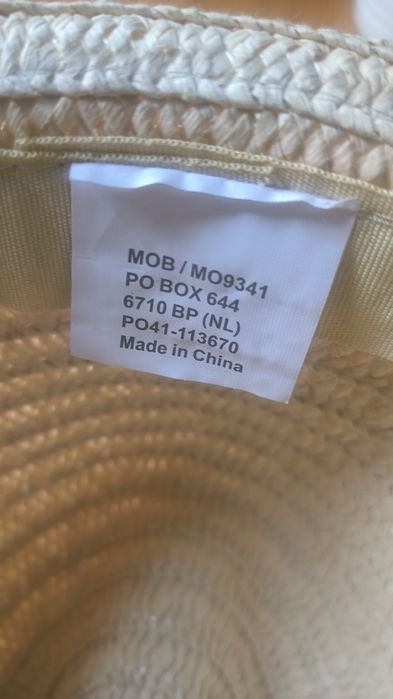 MOB / MO9341
PO BOX 644
6710 BP (NL)
PO41-113670
Made in China